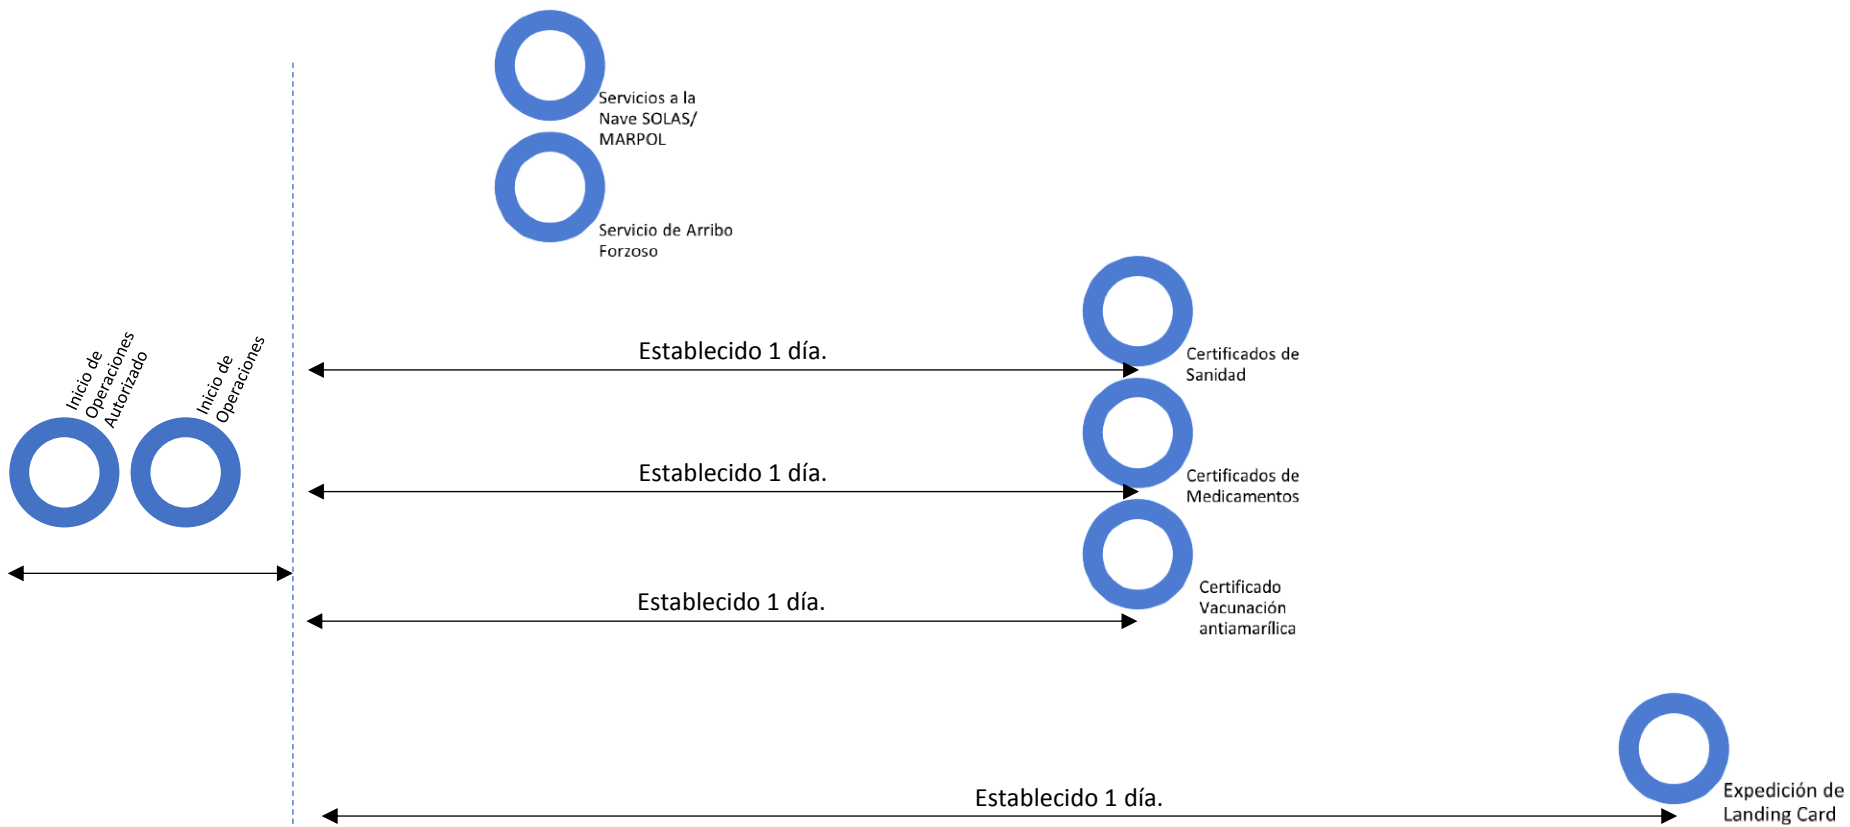 Servicios a la
Nave SOLAS/
MARPOL
Servicio de Arribo
Forzoso
Inicio de
Operaciones
Autorizado
Inicio de
Operaciones
Establecido 1 día.
Certificados de
Sanidad
Establecido 1 día.
Certificados de
Medicamentos
Establecido 1 día.
Certificado
Vacunación
antiamarílica
Establecido 1 día.
Expedición de
Landing Card